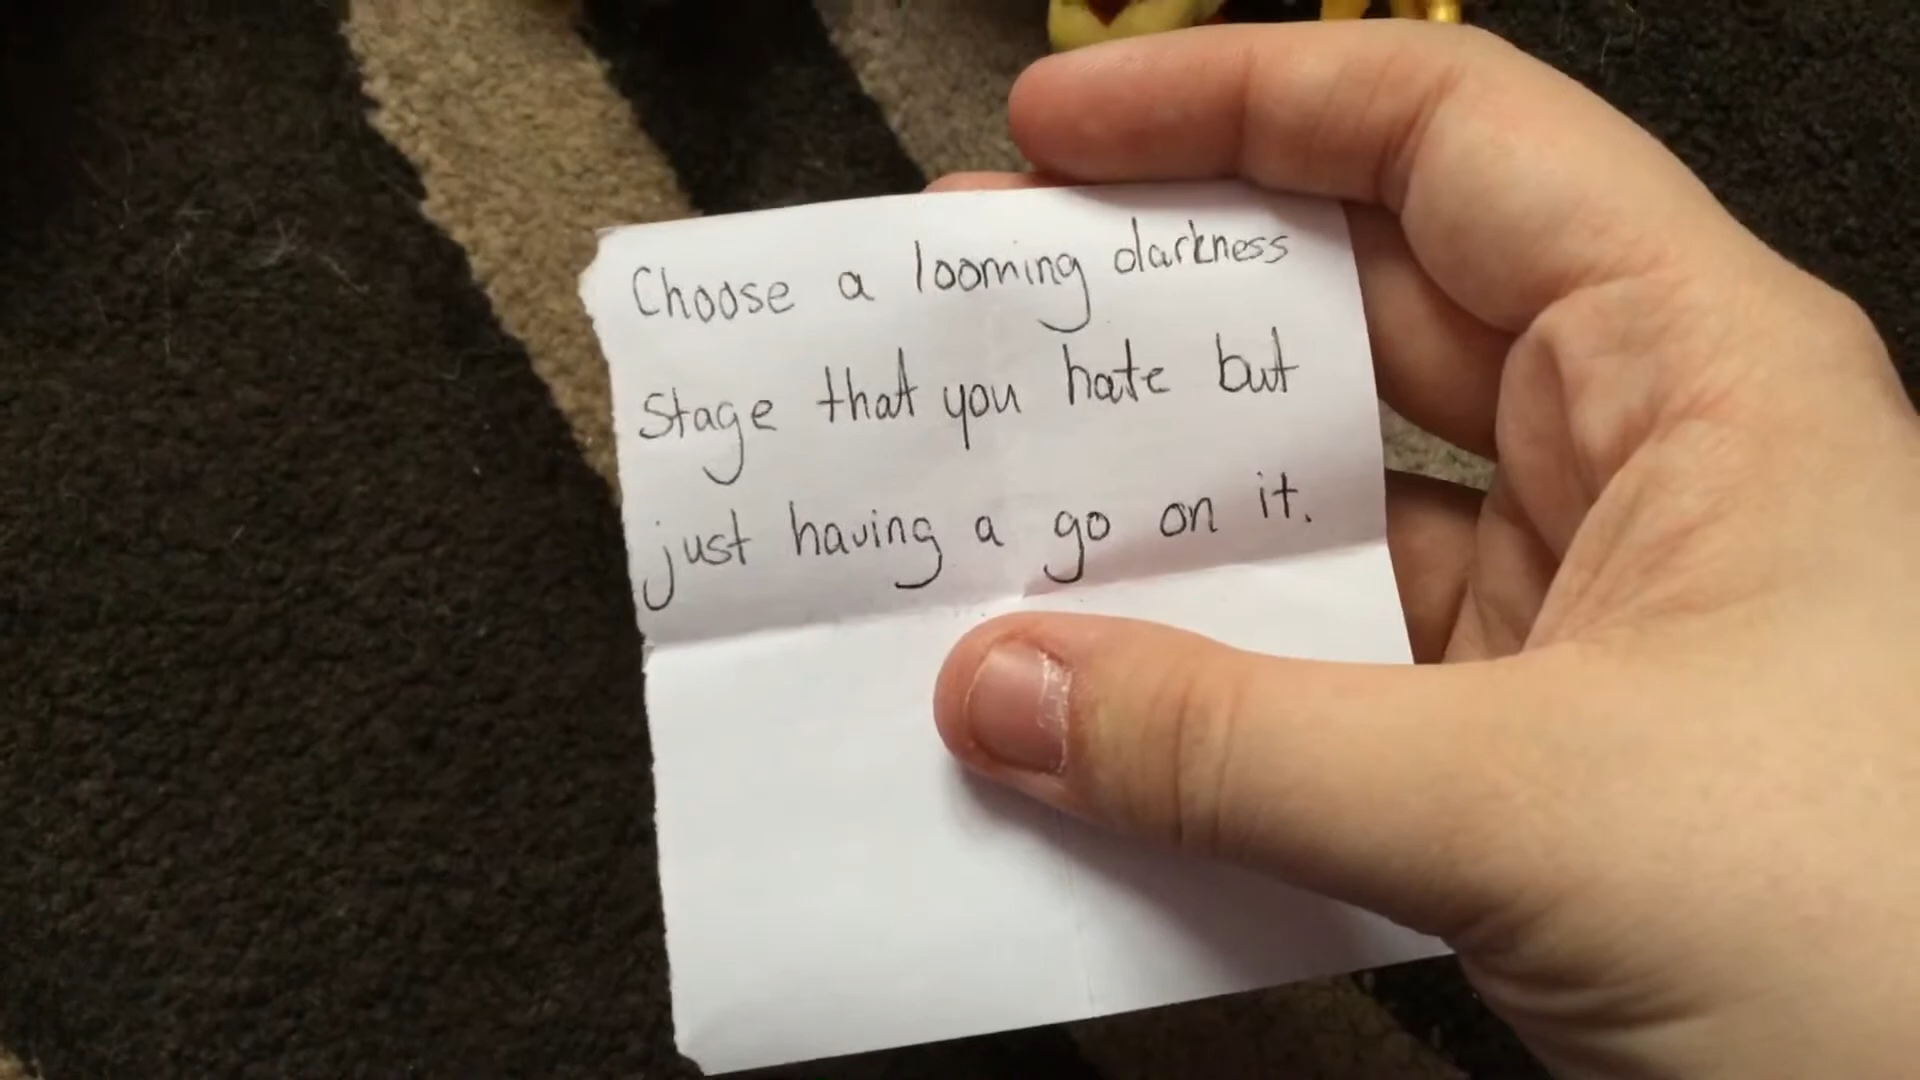 Choose a looming darkness
stage that you hate but
just having a go on it.